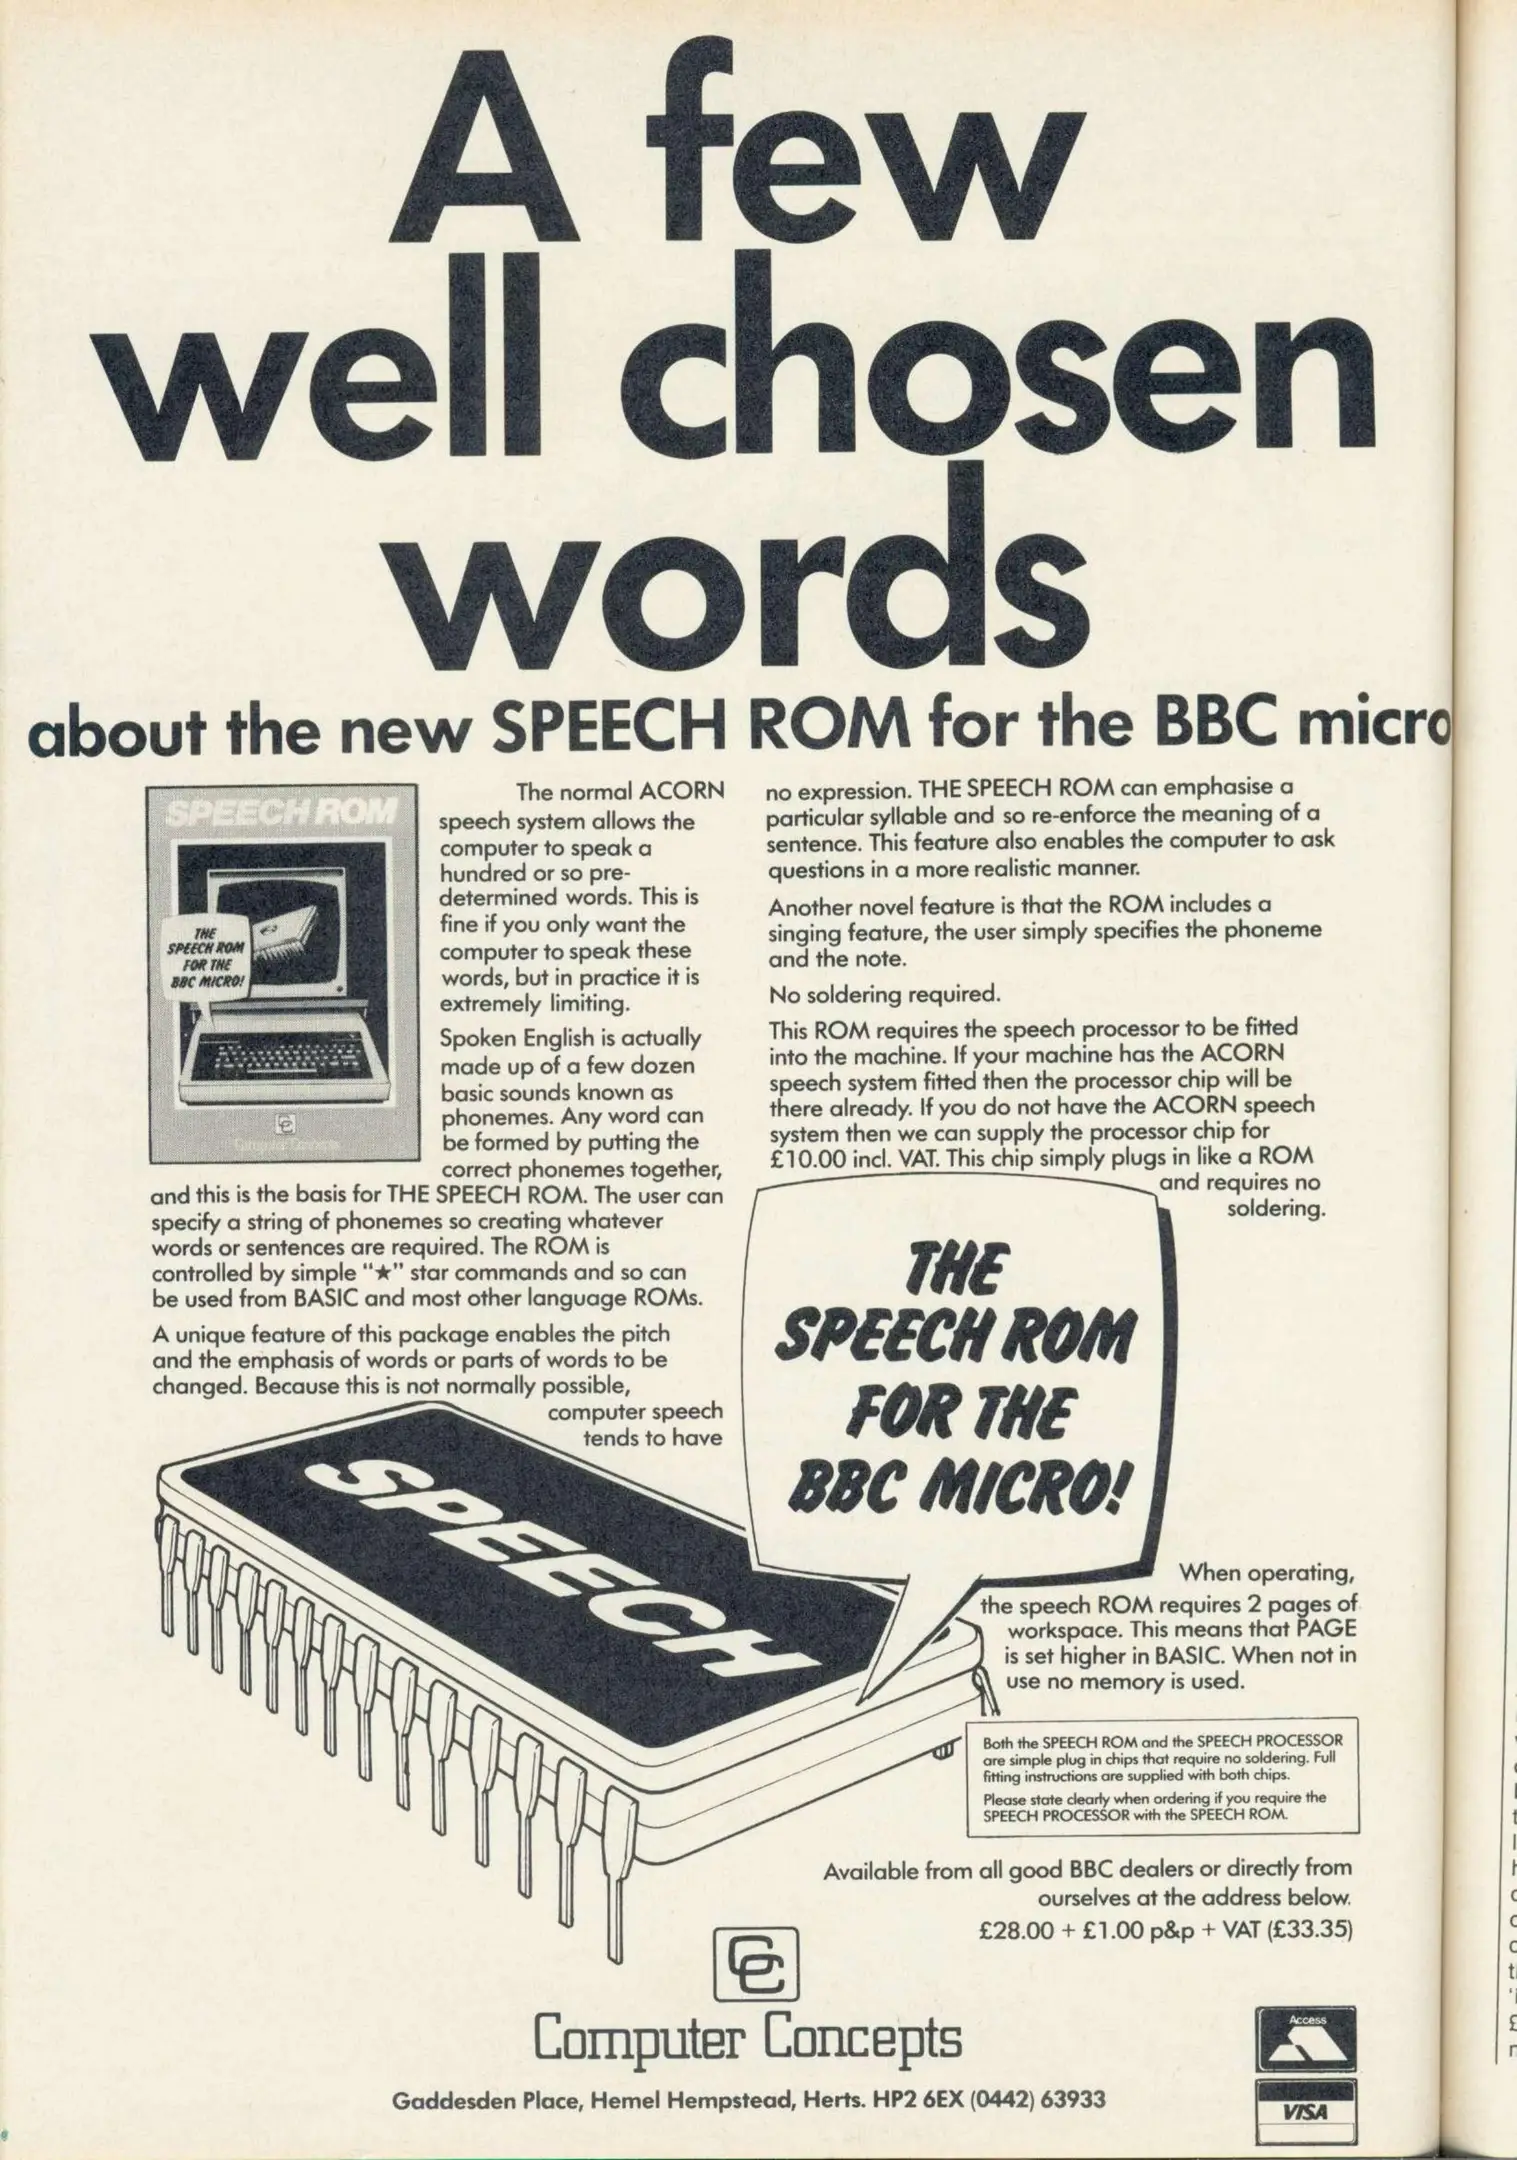 A few
well chosen
words
about the new SPEECH ROM for the BBC micro
SPEECH ROM
THE
SPEECH ROM
FOR THE
BBC MICRO!
Computer Concepts
The normal ACORN
speech system allows the
computer to speak a
hundred or so pre-
determined words. This is
fine if you only want the
computer to speak these
words, but in practice it is
extremely limiting.
Spoken English is actually
made up of a few dozen
basic sounds known as
phonemes. Any word can
be formed by putting the
correct phonemes together,
and this is the basis for THE SPEECH ROM. The user can
specify a string of phonemes so creating whatever
words or sentences are required. The ROM is
controlled by simple "★" star commands and so can
be used from BASIC and most other language ROMs.
A unique feature of this package enables the pitch
and the emphasis of words or parts of words to be
changed. Because this is not normally possible,
computer speech
tends to have
no expression. THE SPEECH ROM can emphasise a
particular syllable and so re-enforce the meaning of a
sentence. This feature also enables the computer to ask
questions in a more realistic manner.
Another novel feature is that the ROM includes a
singing feature, the user simply specifies the phoneme
and the note.
No soldering required.
This ROM requires the speech processor to be fitted
into the machine. If your machine has the ACORN
speech system fitted then the processor chip will be
there already. If you do not have the ACORN speech
system then we can supply the processor chip for
£10.00 incl. VAT. This chip simply plugs in like a ROM
and requires no
soldering.
THE
SPEECH ROM
FOR THE
BBC MICRO!
SPEECH
When operating,
the speech ROM requires 2 pages of
workspace. This means that PAGE
is set higher in BASIC. When not in
use no memory is used.
Both the SPEECH ROM and the SPEECH PROCESSOR
are simple plug in chips that require no soldering. Full
fitting instructions are supplied with both chips.
Please state clearly when ordering if you require the
SPEECH PROCESSOR with the SPEECH ROM.
Available from all good BBC dealers or directly from
ourselves at the address below.
£28.00 + £1.00 p&p + VAT (£33.35)
CC
Computer Concepts
Gaddesden Place, Hemel Hempstead, Herts. HP2 6EX (0442) 63933
Access
VISA